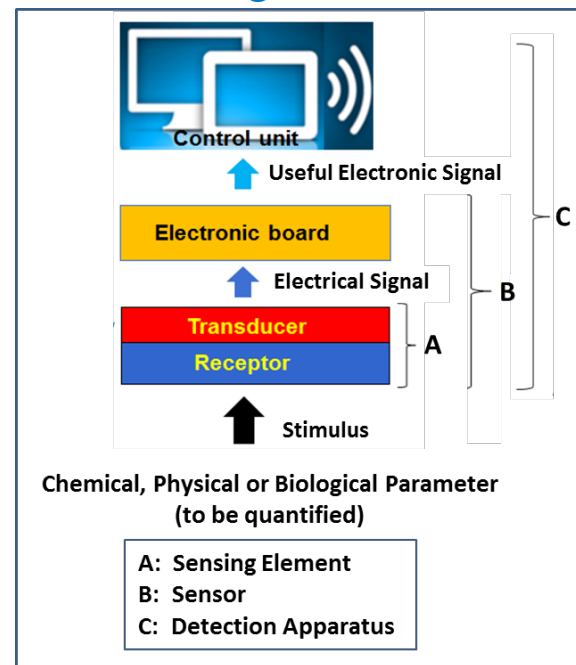 Control unit
Useful Electronic Signal
C
Electronic board
Electrical Signal
B
Transducer
A
Receptor
Stimulus
Chemical, Physical or Biological Parameter
(to be quantified)
A: Sensing Element
B: Sensor
C: Detection Apparatus